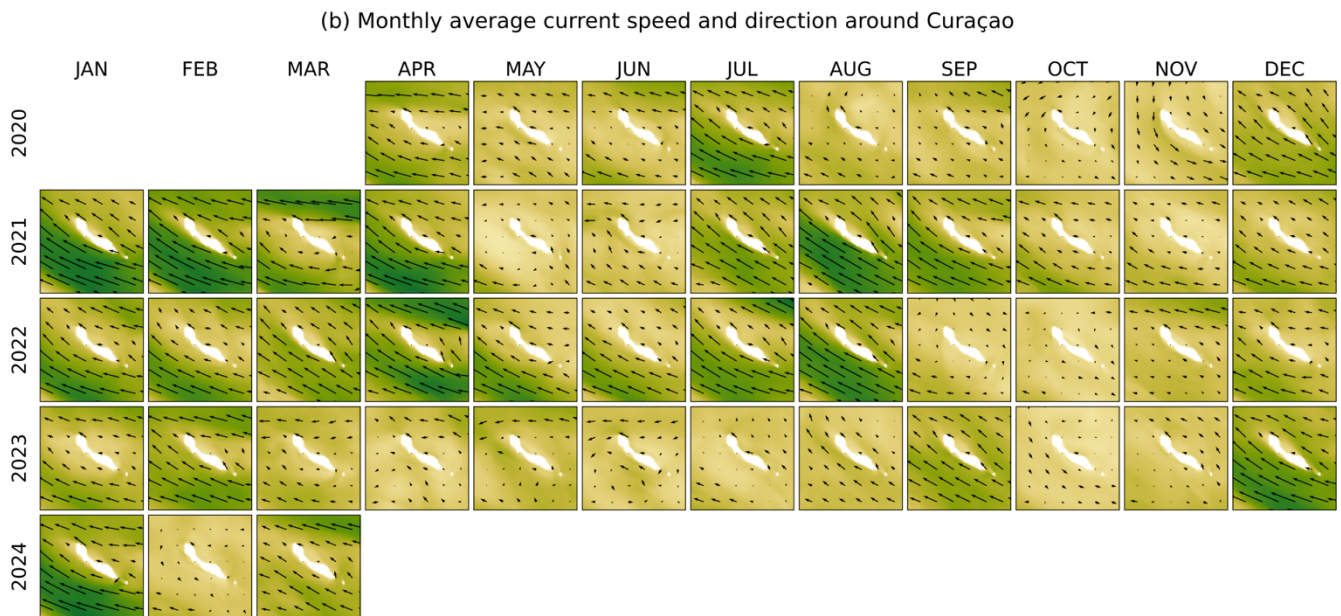 (b) Monthly average current speed and direction around Curaçao
JAN FEB MAR APR MAY JUN JUL AUG SEP OCT NOV DEC
2020
2021
2022
2023
2024